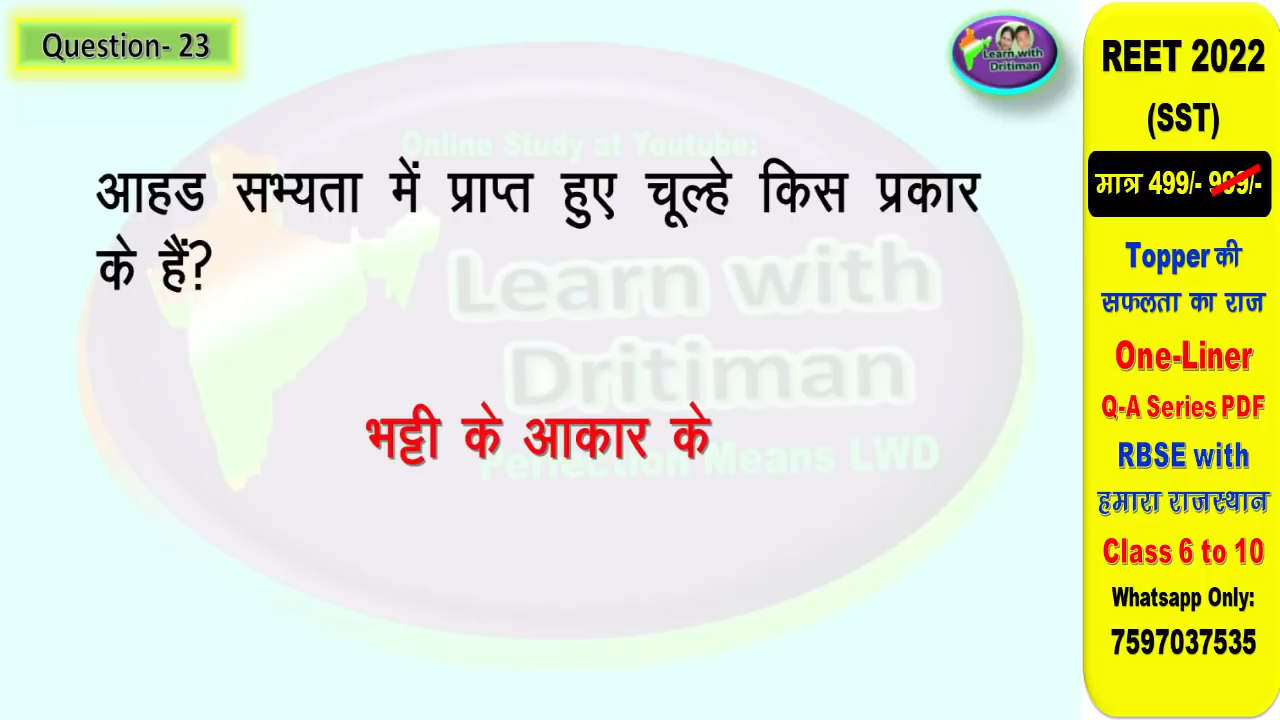 Question- 23
Learn with
Dritiman
Online Study at Youtube:
आहड सभ्यता में प्राप्त हुए चूल्हे किस प्रकार
के हैं?
Learn with
Dritiman
भट्टी के आकार के
Perfection Means LWD
REET 2022
(SST)
मात्र 499/- 999/-
Topper की
सफलता का राज
One-Liner
Q-A Series PDF
RBSE with
हमारा राजस्थान
Class 6 to 10
Whatsapp Only:
7597037535